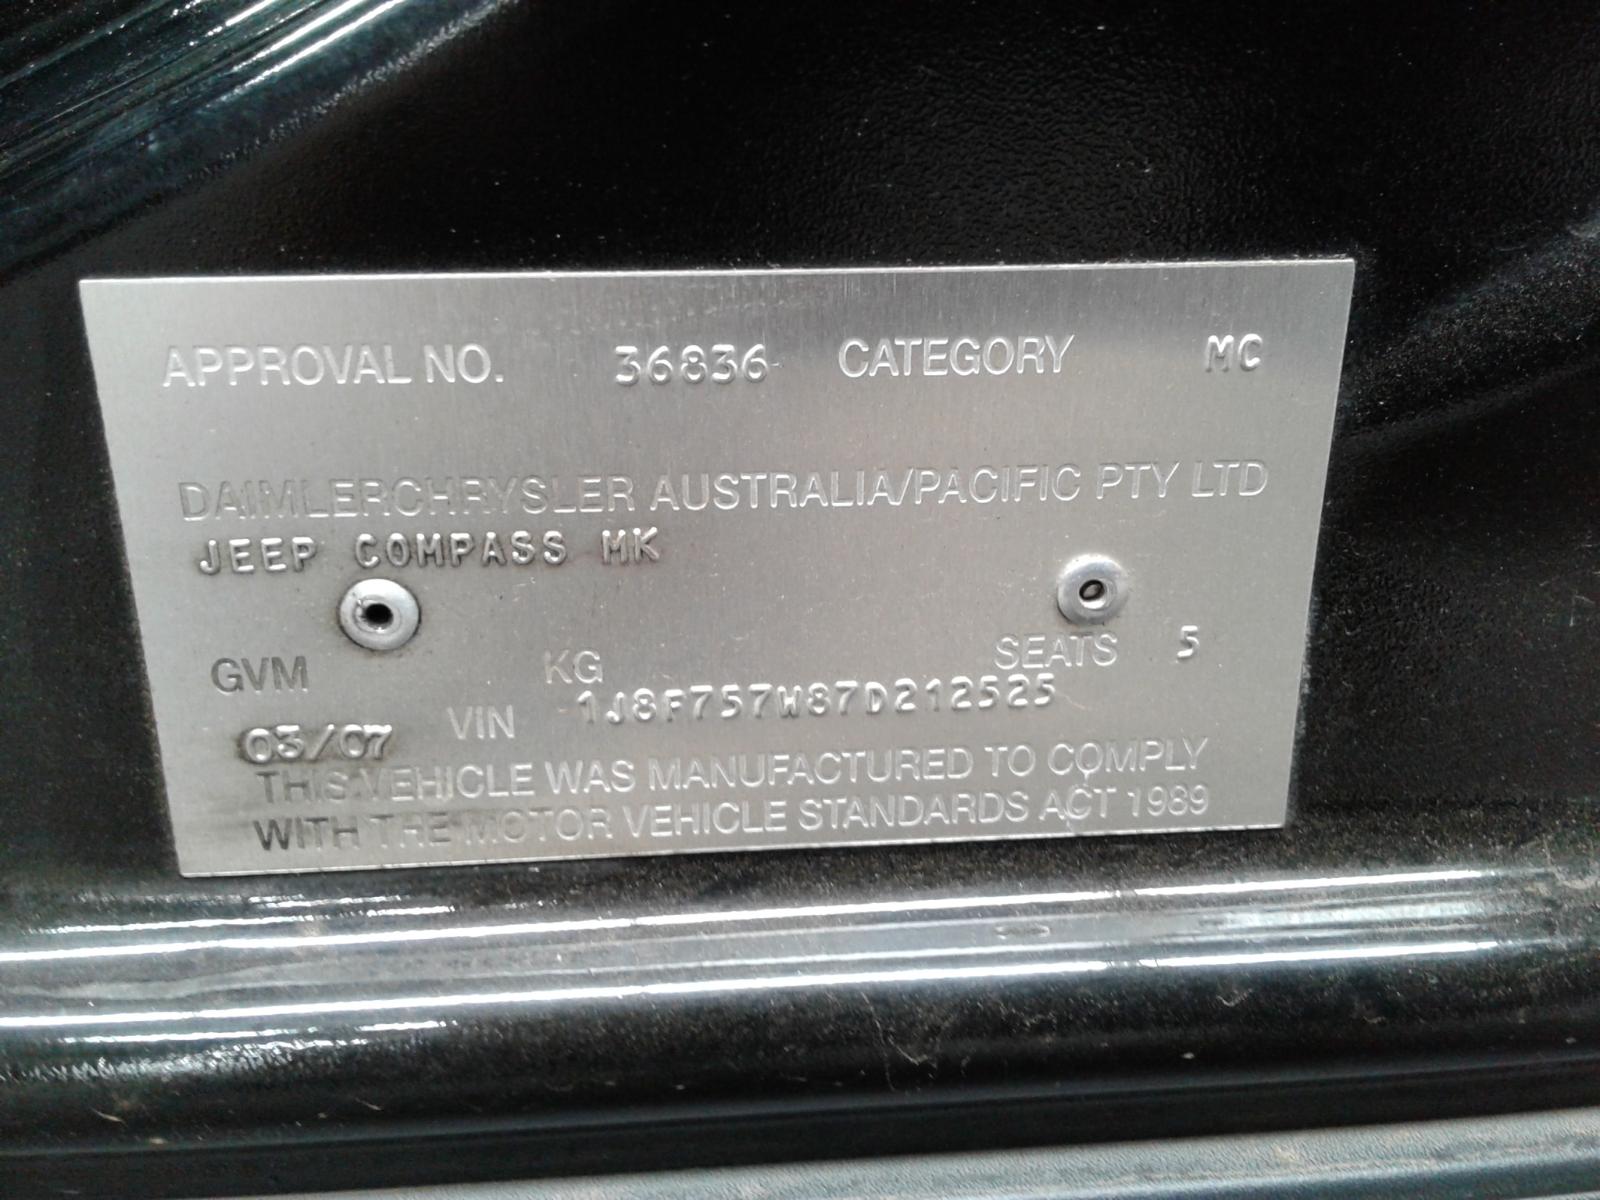 APPROVAL NO. 36836 CATEGORY MC
DAIMLERCHRYSLER AUSTRALIA/PACIFIC PTY LTD
JEEP COMPASS MK
GVM KG SEATS 5
03/07 VIN 1J8F757W87D212525
THIS VEHICLE WAS MANUFACTURED TO COMPLY
WITH THE MOTOR VEHICLE STANDARDS ACT 1989